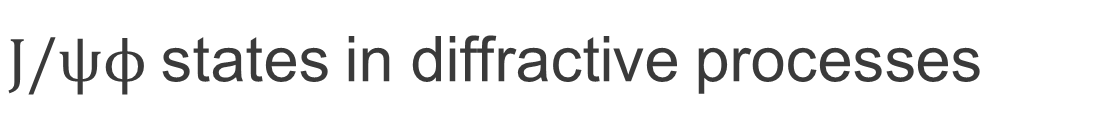 J/ψϕ states in diffractive processes